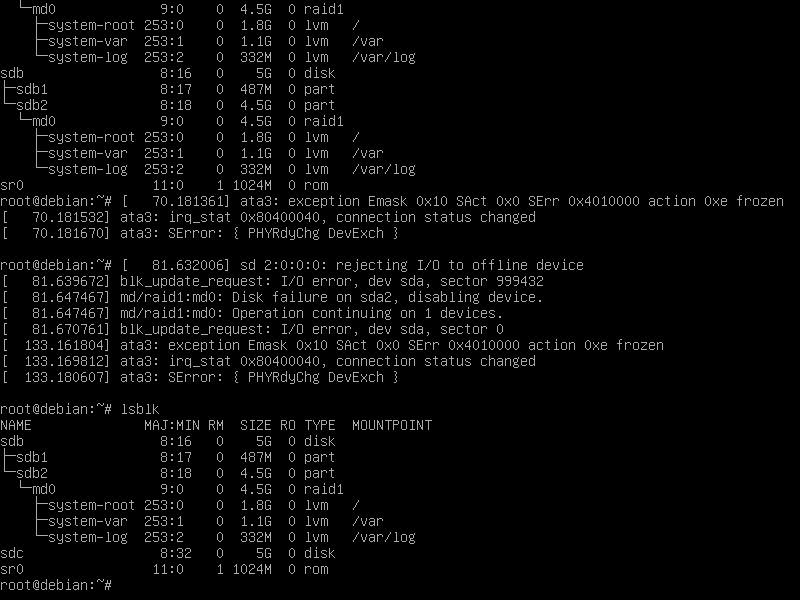 └─md0                9:0    0  4.5G  0 raid1
    ├─system-root 253:0    0  1.8G  0 lvm   /
    ├─system-var  253:1    0  1.1G  0 lvm   /var
    └─system-log  253:2    0  332M  0 lvm   /var/log
sdb                 8:16   0    5G  0 disk
├─sdb1              8:17   0  487M  0 part
└─sdb2              8:18   0  4.5G  0 part
  └─md0             9:0    0  4.5G  0 raid1
    ├─system-root 253:0    0  1.8G  0 lvm   /
    ├─system-var  253:1    0  1.1G  0 lvm   /var
    └─system-log  253:2    0  332M  0 lvm   /var/log
sr0                11:0    1 1024M  0 rom
root@debian:~# [   70.181361] ata3: exception Emask 0x10 SAct 0x0 SErr 0x4010000 action 0xe frozen
[   70.181532] ata3: irq_stat 0x80400040, connection status changed
[   70.181670] ata3: SError: { PHYRdyChg DevExch }
root@debian:~# [   81.632006] sd 2:0:0:0: rejecting I/O to offline device
[   81.639672] blk_update_request: I/O error, dev sda, sector 999432
[   81.647467] md/raid1:md0: Disk failure on sda2, disabling device.
[   81.647467] md/raid1:md0: Operation continuing on 1 devices.
[   81.670761] blk_update_request: I/O error, dev sda, sector 0
[  133.161804] ata3: exception Emask 0x10 SAct 0x0 SErr 0x4010000 action 0xe frozen
[  133.169812] ata3: irq_stat 0x80400040, connection status changed
[  133.180607] ata3: SError: { PHYRdyChg DevExch }
root@debian:~# lsblk
NAME              MAJ:MIN RM  SIZE RO TYPE  MOUNTPOINT
sdb                 8:16   0    5G  0 disk
├─sdb1              8:17   0  487M  0 part
└─sdb2              8:18   0  4.5G  0 part
  └─md0             9:0    0  4.5G  0 raid1
    ├─system-root 253:0    0  1.8G  0 lvm   /
    ├─system-var  253:1    0  1.1G  0 lvm   /var
    └─system-log  253:2    0  332M  0 lvm   /var/log
sdc                 8:32   0    5G  0 disk
sr0                11:0    1 1024M  0 rom
root@debian:~#